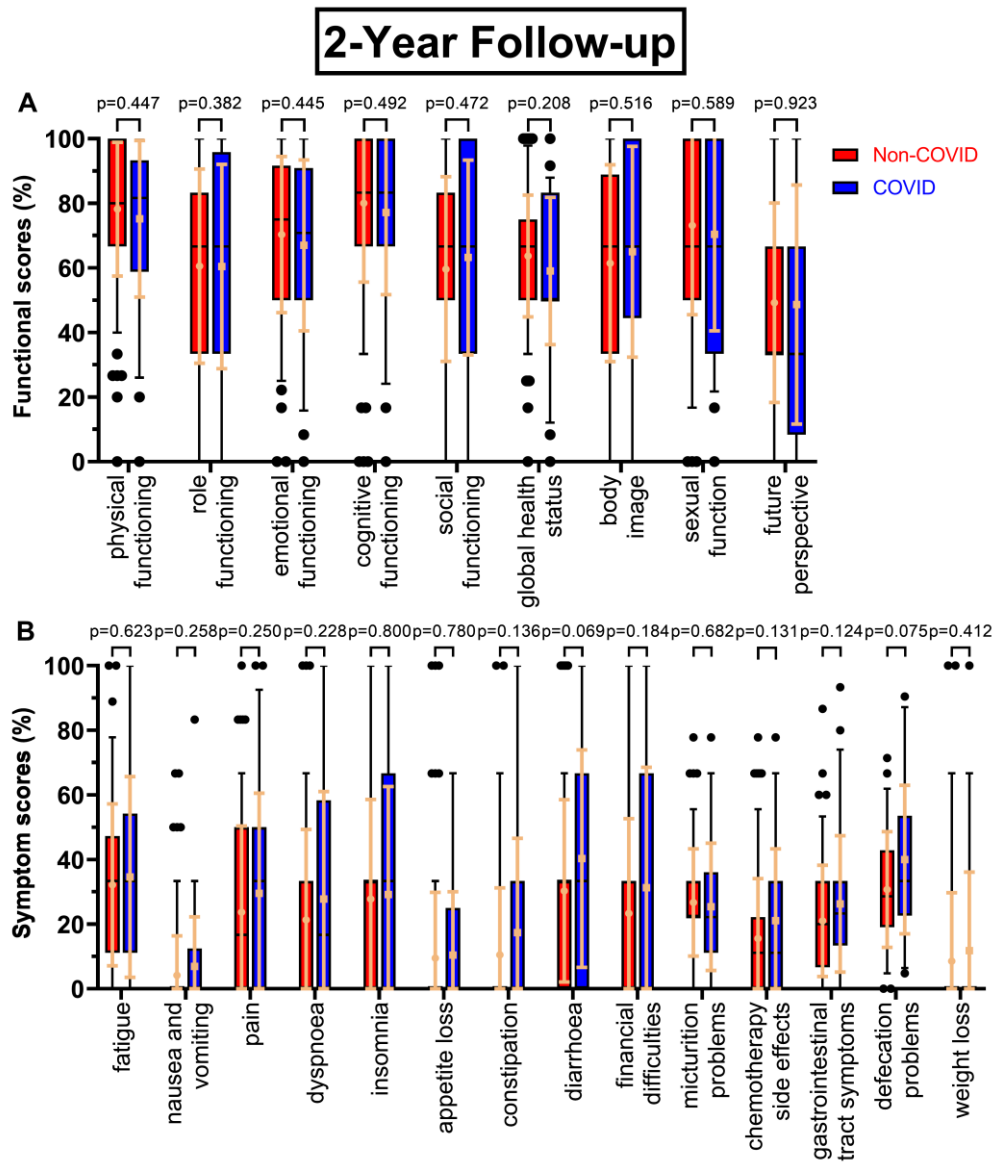 2-Year Follow-up
A
p=0.447 p=0.382 p=0.445 p=0.492 p=0.472 p=0.208 p=0.516 p=0.589 p=0.923
Functional scores (%)
100
80
60
40
20
0
Non-COVID
COVID
physical
functioning
role
functioning
emotional
functioning
cognitive
functioning
social
functioning
global health
status
body
image
sexual
function
future
perspective
B
p=0.623 p=0.258 p=0.250 p=0.228 p=0.800 p=0.780 p=0.136 p=0.069 p=0.184 p=0.682 p=0.131 p=0.124 p=0.075 p=0.412
Symptom scores (%)
100
80
60
40
20
0
fatigue
nausea and
vomiting
pain
dyspnoea
insomnia
appetite loss
constipation
diarrhoea
financial
difficulties
micturition
problems
chemotherapy
side effects
gastrointestinal
tract symptoms
defecation
problems
weight loss